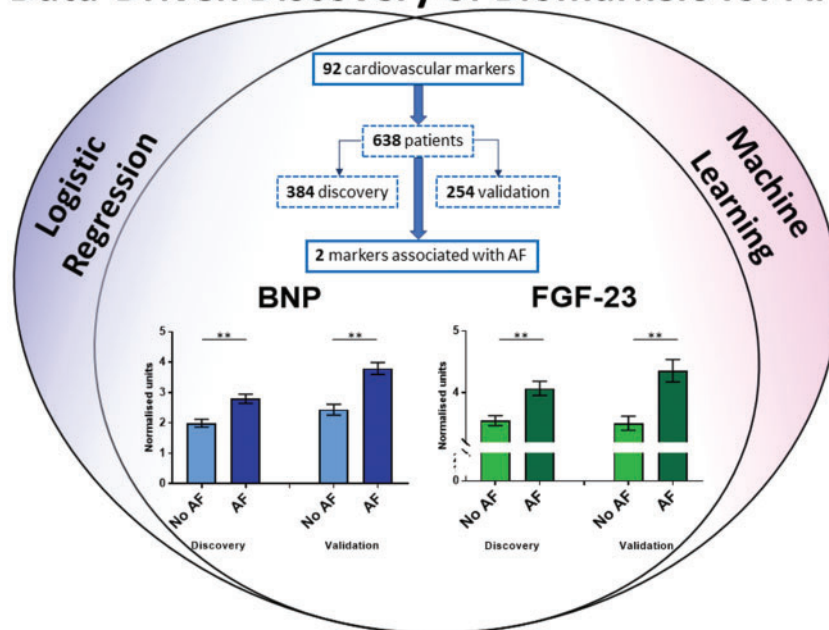 92 cardiovascular markers
638 patients
384 discovery
254 validation
2 markers associated with AF
Logistic
Regression
Machine
Learning
BNP
Normalised units
5
4
3
2
1
0
**
**
No AF
AF
No AF
AF
Discovery
Validation
FGF-23
Normalised units
4
0
**
**
No AF
AF
No AF
AF
Discovery
Validation